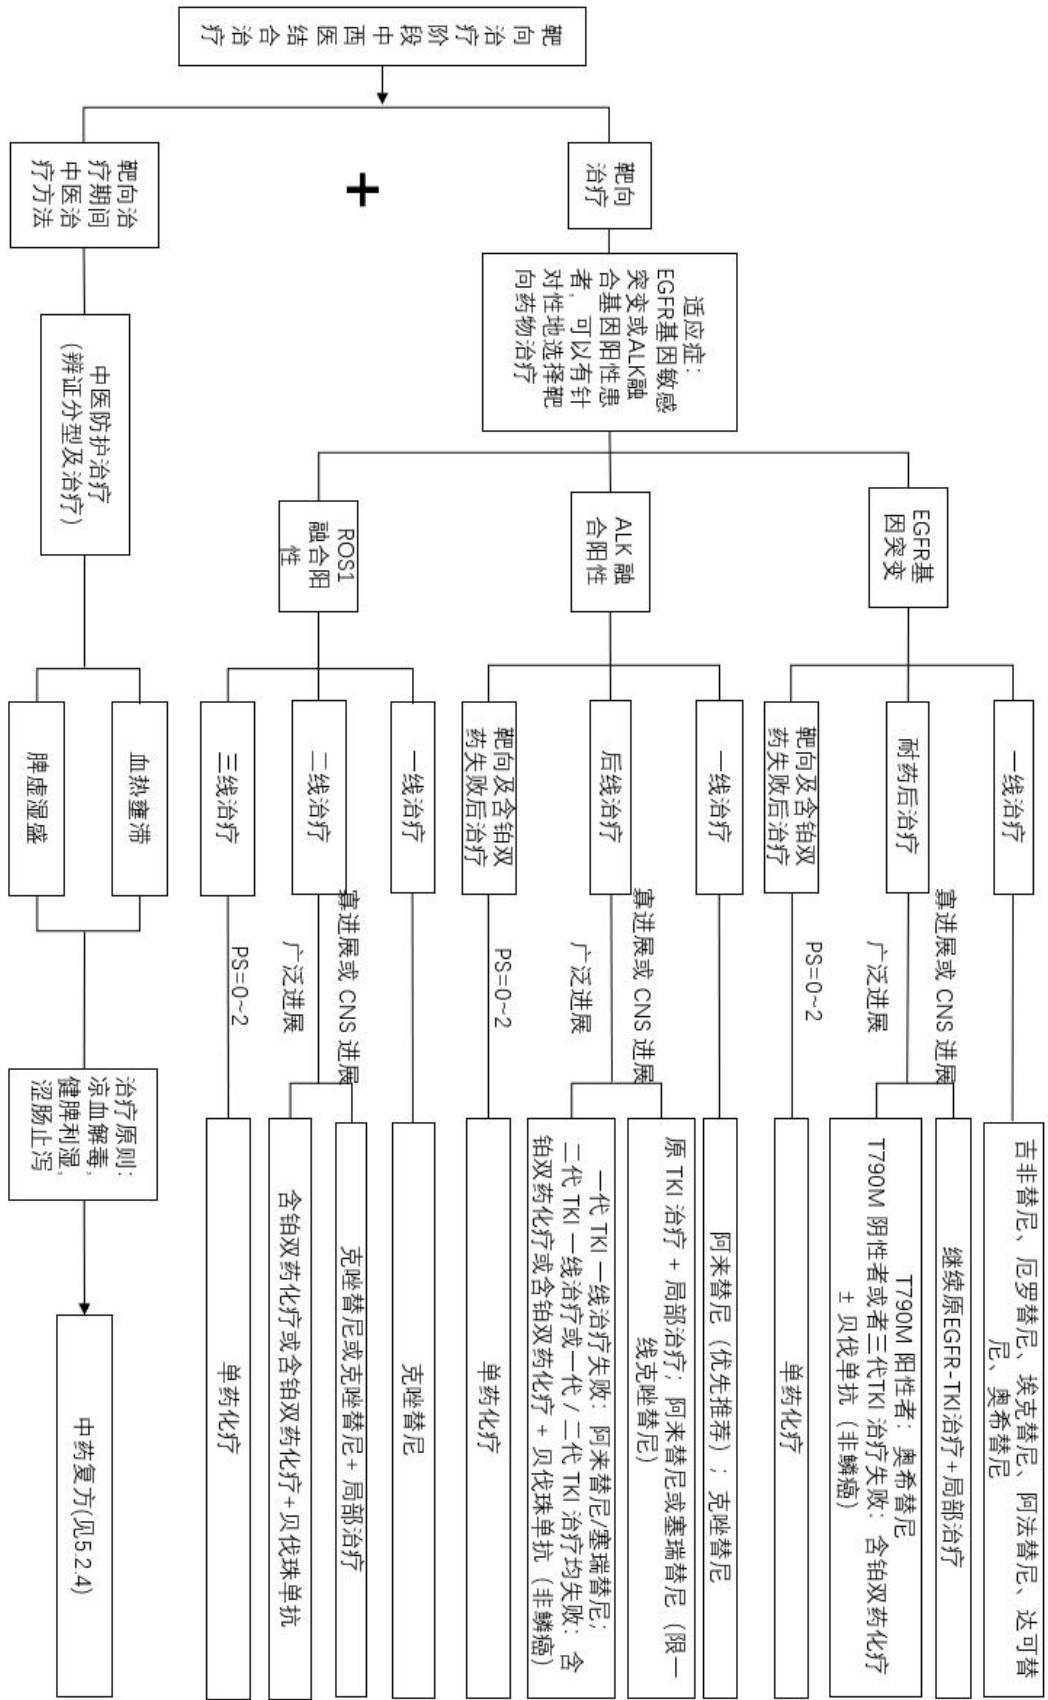 靶向治疗阶段中西医结合治疗
靶向
治疗
适应症：
EGFR基因敏感
突变或ALK融
合基因阳性患
者，可以有针
对性地选择靶
向药物治疗
EGFR基
因突变
一线治疗
吉非替尼、厄罗替尼、埃克替尼、阿法替尼、达可替
尼、奥希替尼
耐药后治疗
寡进展或 CNS 进展
广泛进展
继续原EGFR-TKI治疗+局部治疗
T790M 阳性者：奥希替尼
T790M 阴性者或者三代TKI 治疗失败：含铂双药化疗
± 贝伐单抗（非鳞癌）
靶向及含铂双
药失败后治疗
PS=0~2
单药化疗
ALK 融
合阳性
一线治疗
阿来替尼（优先推荐）；克唑替尼
后线治疗
寡进展或 CNS 进展
广泛进展
原 TKI 治疗 + 局部治疗；阿来替尼或塞瑞替尼（限一
线克唑替尼）
一代 TKI 一线治疗失败：阿来替尼/塞瑞替尼；
二代 TKI 一线治疗或一代 / 二代 TKI 治疗均失败：含
铂双药化疗或含铂双药化疗 + 贝伐珠单抗（非鳞癌）
靶向及含铂双
药失败后治疗
PS=0~2
单药化疗
ROS1
融合阳
性
一线治疗
克唑替尼
二线治疗
寡进展或 CNS 进展
广泛进展
克唑替尼或克唑替尼+ 局部治疗
含铂双药化疗或含铂双药化疗+ 贝伐珠单抗
三线治疗
PS=0~2
单药化疗
+
靶向治
疗期间
中医治
疗方法
中医防护治疗
(辨证分型及治疗)
血热壅滞
脾虚湿盛
治疗原则：
凉血解毒，
健脾利湿，
涩肠止泻
中药复方(见5.2.4)